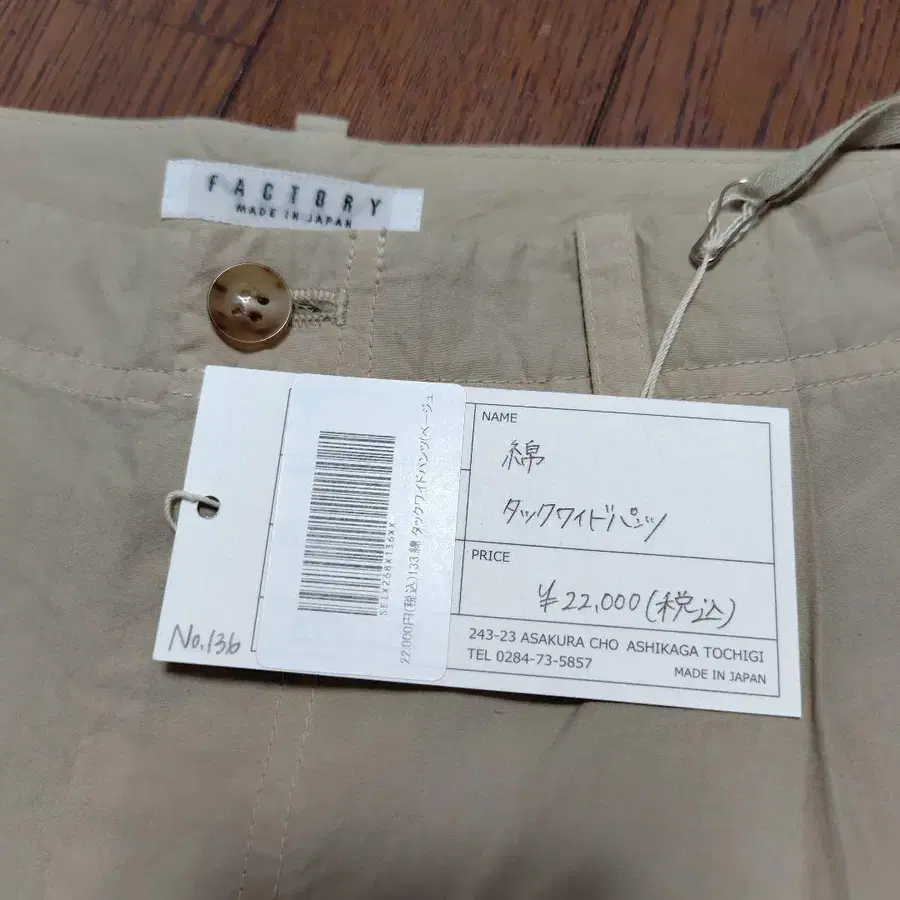 FACTORY
MADE IN JAPAN
NAME
綿
タックワイドパンツ
PRICE
¥22,000(税込)
243-23 ASAKURA CHO ASHIKAGA TOCHIGI
TEL 0284-73-5857
MADE IN JAPAN
No.136
SE1X268X136XX
22,000円(税込)133.綿 タックワイドパンツ(ベージュ